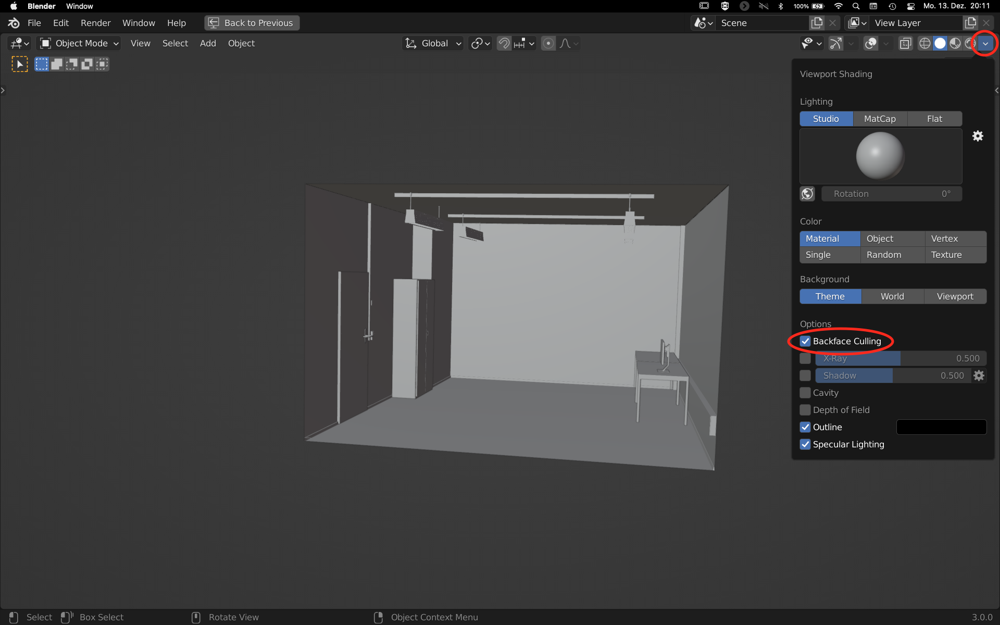 Blender Window 100% Mo. 13. Dez. 20:11
File Edit Render Window Help Back to Previous Scene View Layer
Object Mode View Select Add Object Global
Viewport Shading
Lighting
Studio MatCap Flat
Rotation 0°
Color
Material Object Vertex
Single Random Texture
Background
Theme World Viewport
Options
Backface Culling
X-Ray 0.500
Shadow 0.500
Cavity
Depth of Field
Outline
Specular Lighting
Select Box Select Rotate View Object Context Menu 3.0.0